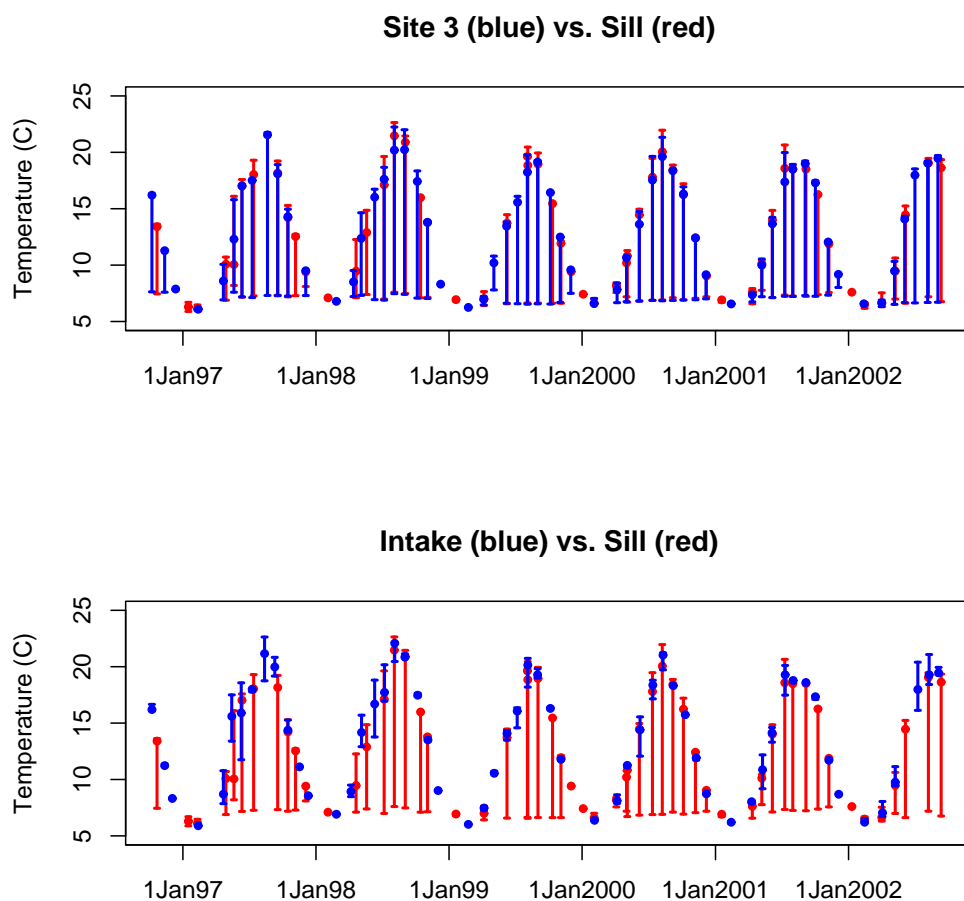 Site 3 (blue) vs. Sill (red)
Temperature (C)
25
20
15
10
5
1Jan97 1Jan98 1Jan99 1Jan2000 1Jan2001 1Jan2002
Intake (blue) vs. Sill (red)
Temperature (C)
25
20
15
10
5
1Jan97 1Jan98 1Jan99 1Jan2000 1Jan2001 1Jan2002